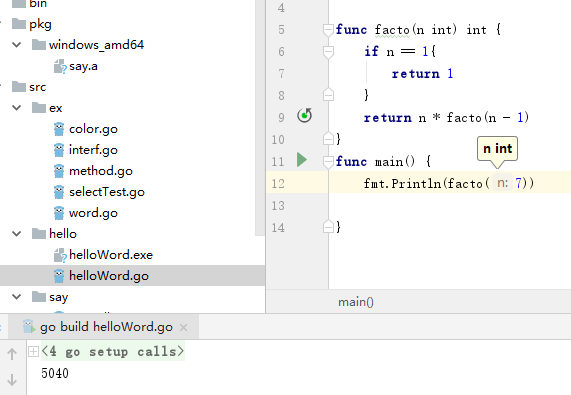 bin
pkg
windows_amd64
say.a
src
ex
color.go
interf.go
method.go
selectTest.go
word.go
hello
helloWord.exe
helloWord.go
say
4
5 func facto(n int) int {
6 if n == 1{
7 return 1
8 }
9 return n * facto(n - 1)
10 }
n int
11 func main() {
12 fmt.Println(facto( n: 7))
13
14 }
main()
go build helloWord.go ×
<4 go setup calls>
5040